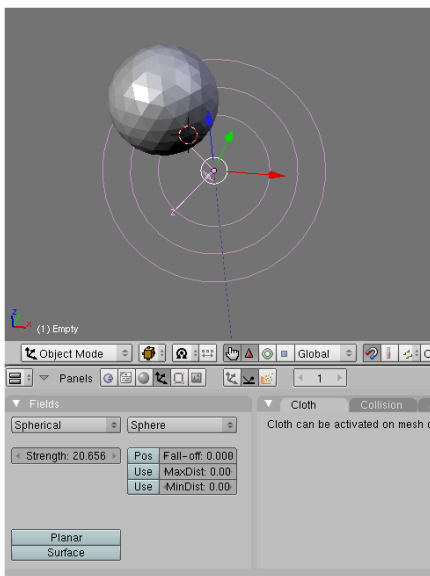 z
z
x
(1) Empty
Object Mode
Global
Panels
1
Fields
Cloth
Collision
Spherical
Sphere
Cloth can be activated on mesh
Strength: 20.656
Pos
Fall-off: 0.000
Use
MaxDist: 0.00
Use
MinDist: 0.00
Planar
Surface